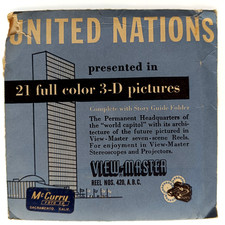 UNITED NATIONS
presented in
21 full color 3-D pictures
Complete with Story Guide Folder
The Permanent Headquarters of
the "world capitol" with its archi-
tecture of the future pictured in
View-Master seven-scene Reels.
For enjoyment in View-Master
Stereoscopes and Projectors.
VIEW-MASTER
REEL NOS. 420, A.B.C.
McCurry
SACRAMENTO, CALIF.